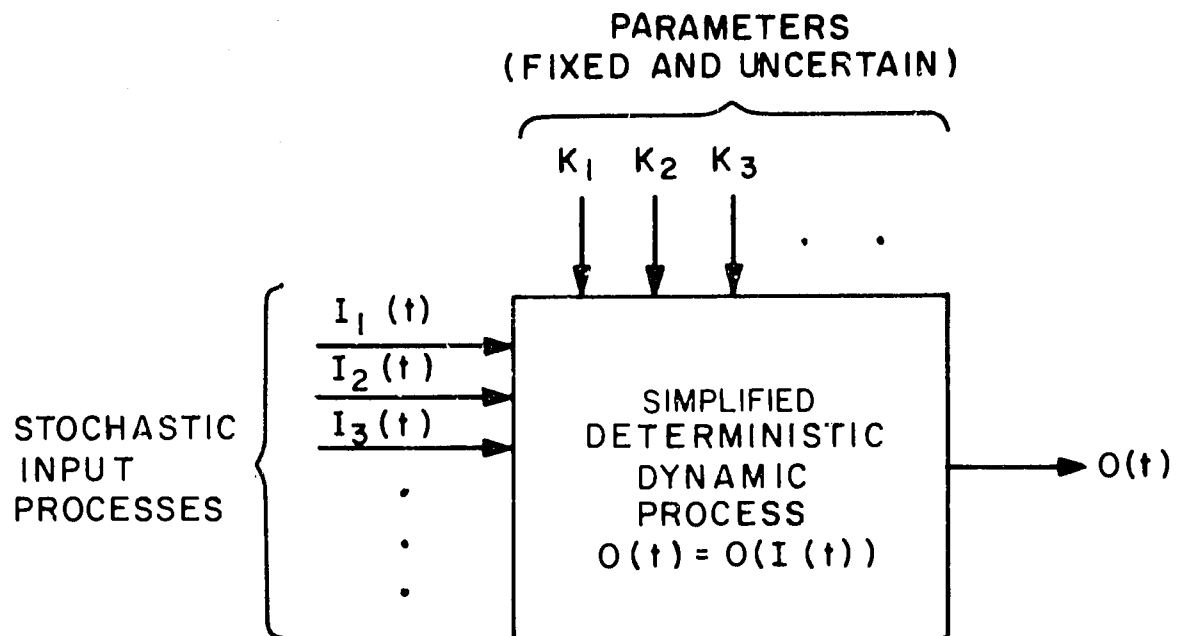 PARAMETERS
(FIXED AND UNCERTAIN)
K1 K2 K3 . .
I1 (t)
I2 (t)
I3 (t)
.
.
.
STOCHASTIC
INPUT
PROCESSES
SIMPLIFIED
DETERMINISTIC
DYNAMIC
PROCESS
O(t) = O(I (t))
O(t)